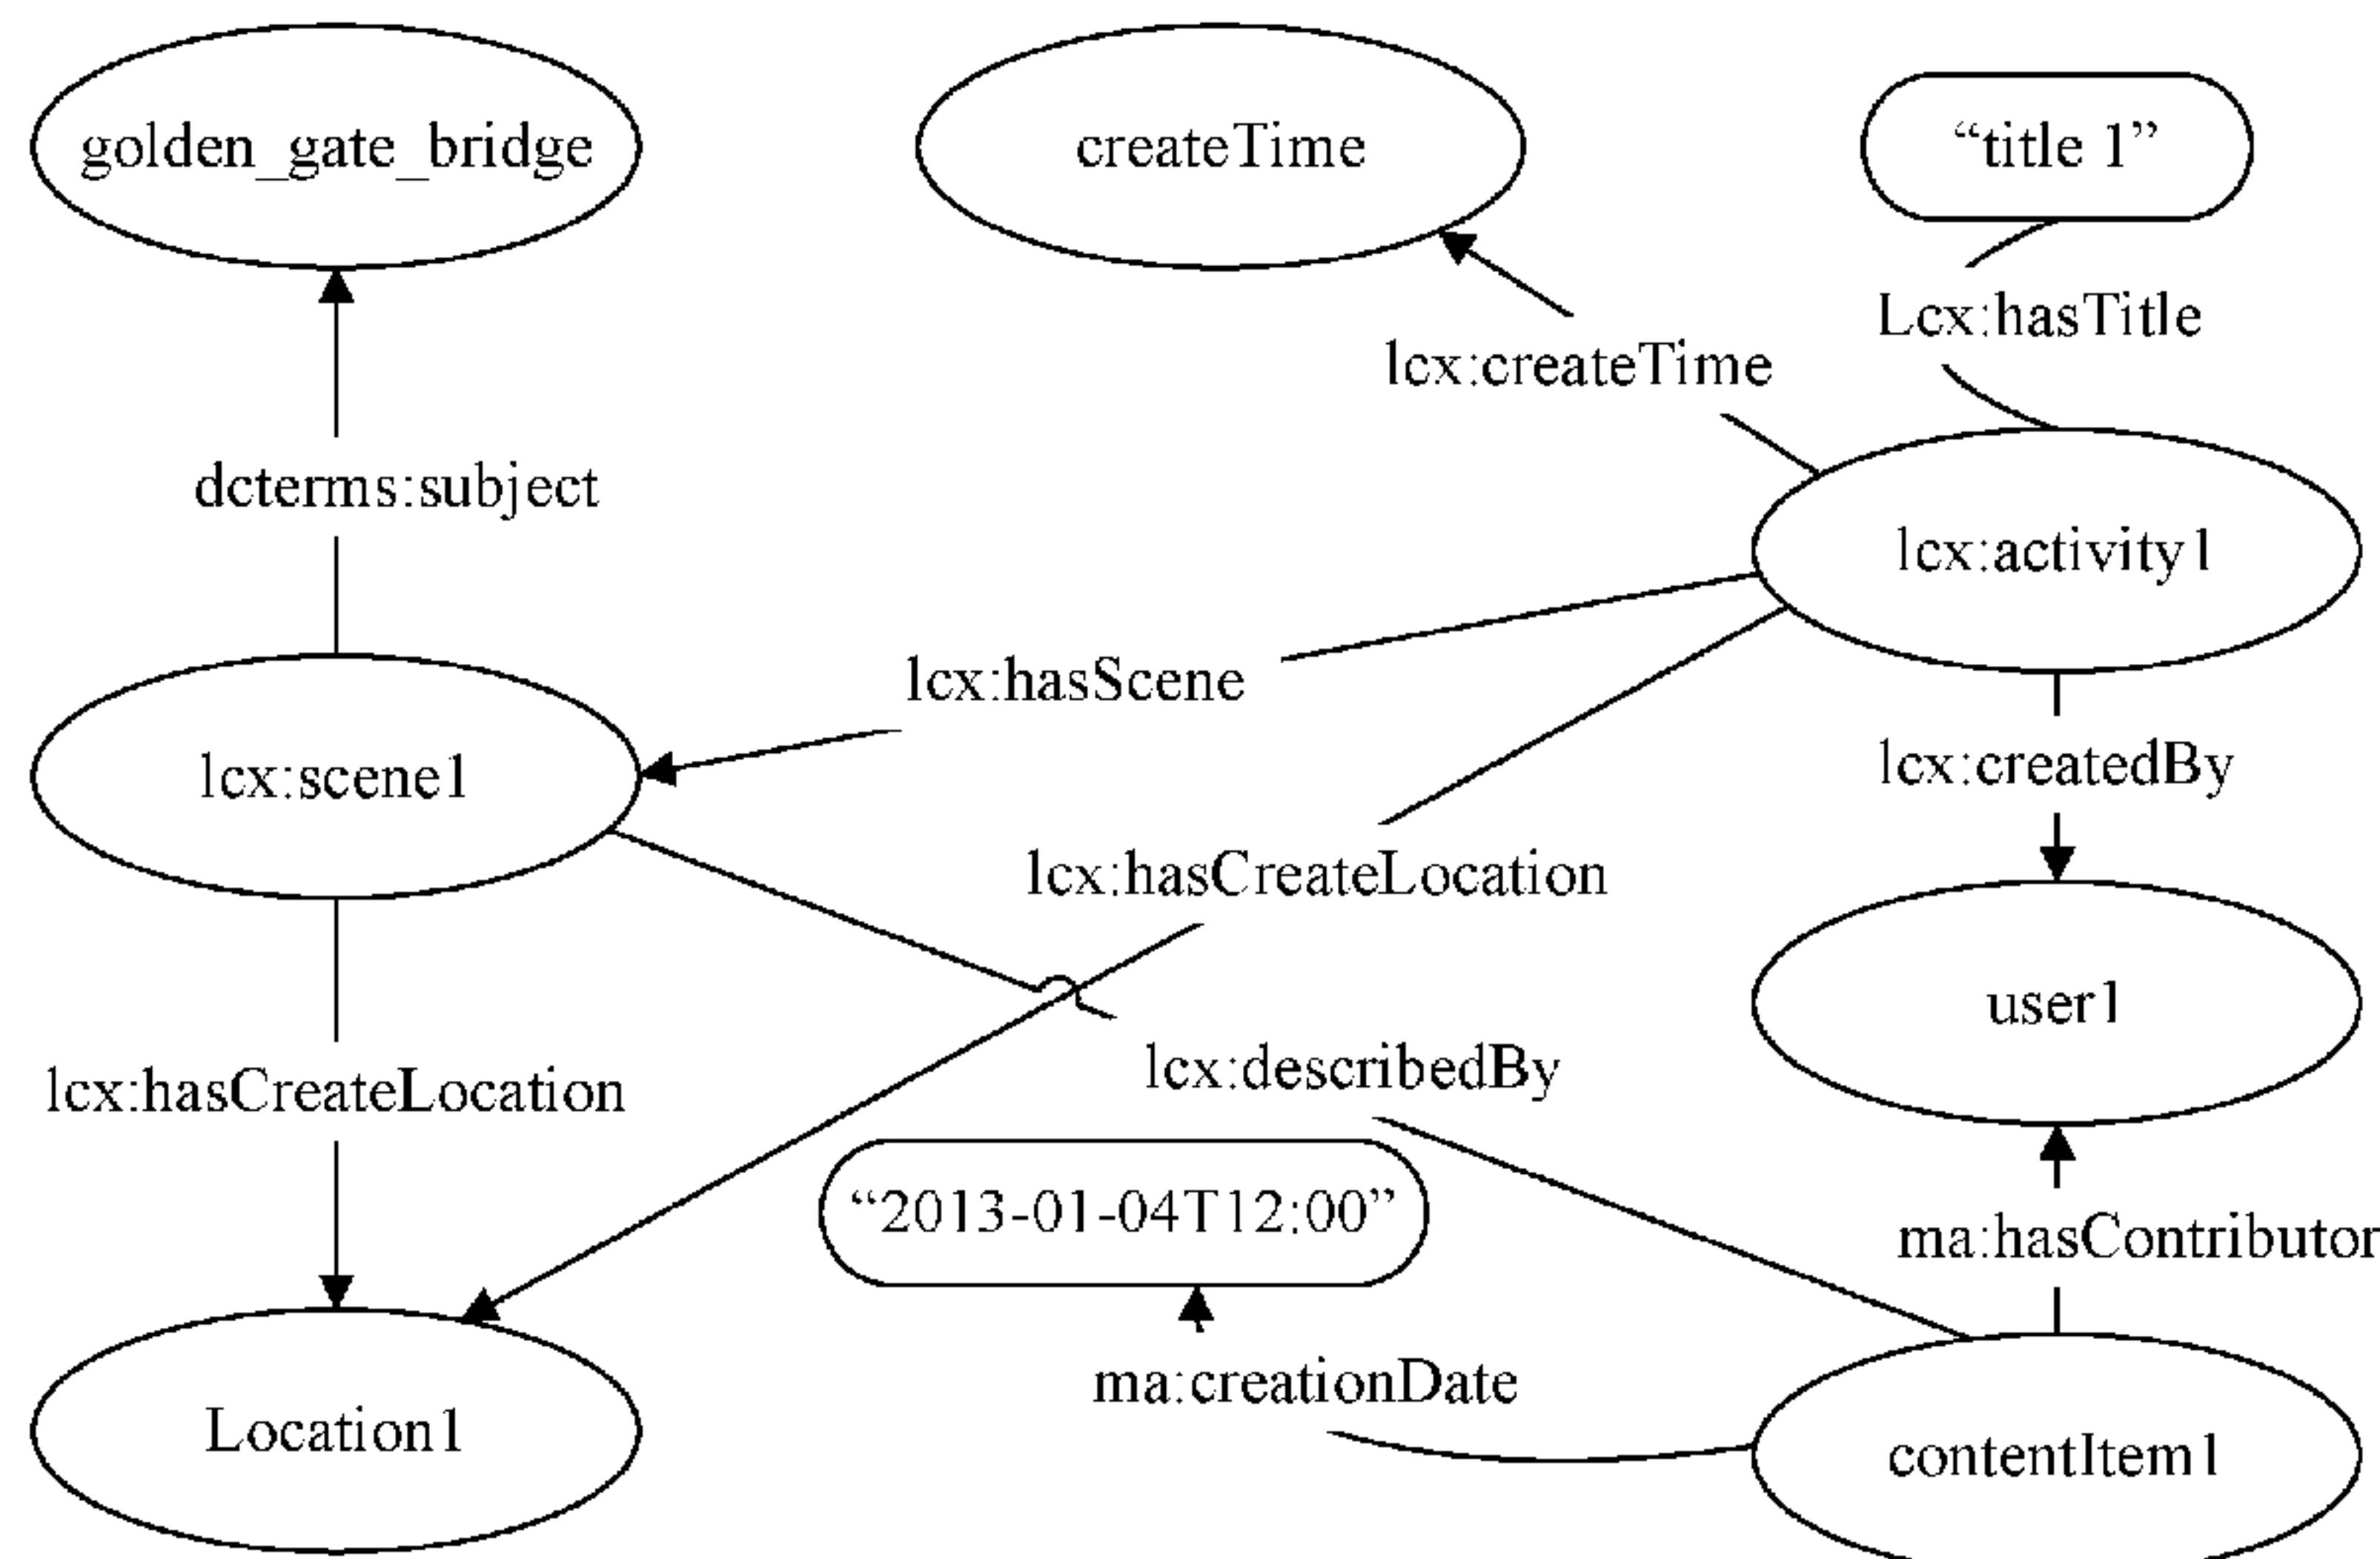 golden_gate_bridge
createTime
“title 1”
Lcx:hasTitle
lcx:createTime
dcterms:subject
lcx:activity1
lcx:hasScene
lcx:scene1
lcx:createdBy
lcx:hasCreateLocation
user1
lcx:describedBy
lcx:hasCreateLocation
“2013-01-04T12:00”
ma:hasContributor
ma:creationDate
Location1
contentItem1